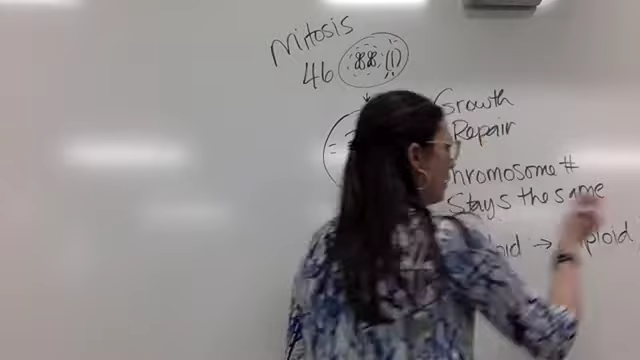 Mitosis
46
Growth
Repair
hromosome #
Stays the same
oid → ploid